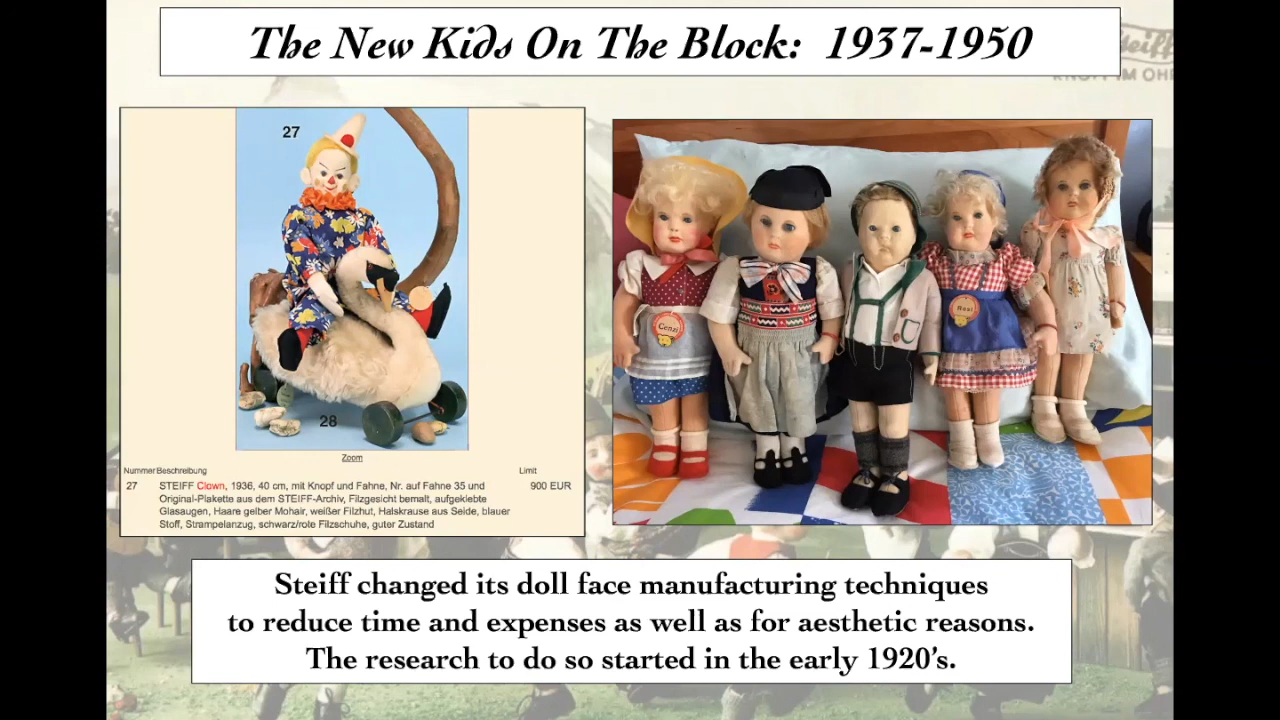 The New Kids On The Block: 1937-1950
KNOPF IM OHR
27
28
Zoom
Nummer Beschreibung Limit
27 STEIFF Clown, 1936, 40 cm, mit Knopf und Fahne, Nr. auf Fahne 35 und 900 EUR
Original-Plakette aus dem STEIFF-Archiv, Filzgesicht bemalt, aufgeklebte
Glasaugen, Haare gelber Mohair, weißer Filzhut, Halskrause aus Seide, blauer
Stoff, Strampelanzug, schwarz/rote Filzschuhe, guter Zustand
Cenzi
Rosi
Steiff changed its doll face manufacturing techniques
to reduce time and expenses as well as for aesthetic reasons.
The research to do so started in the early 1920's.